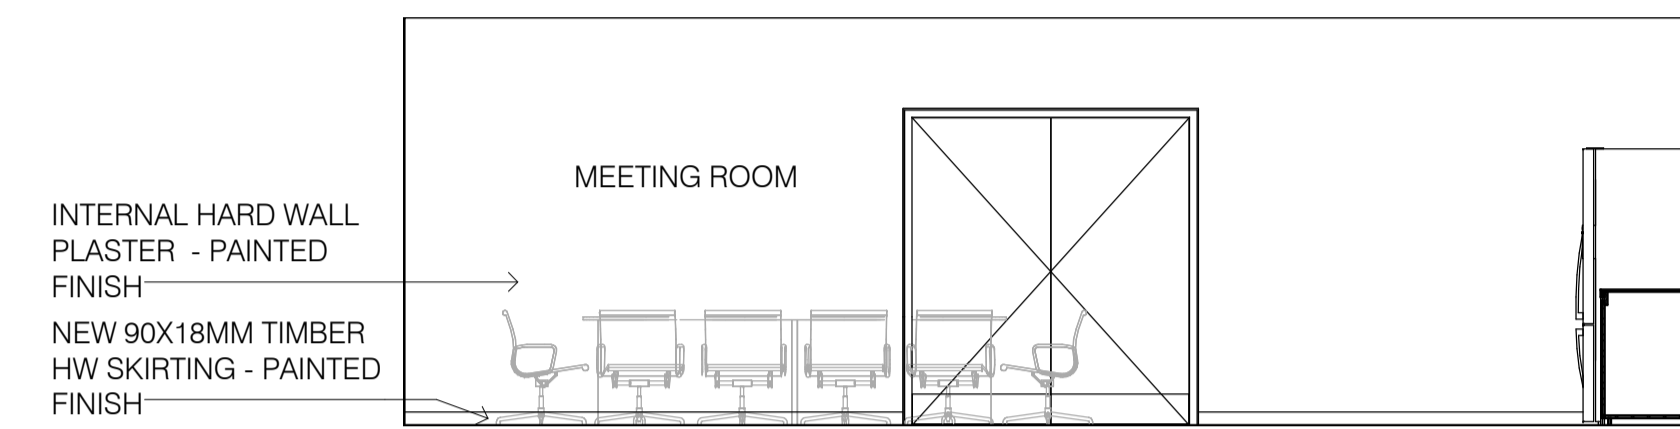 MEETING ROOM
INTERNAL HARD WALL
PLASTER - PAINTED
FINISH
NEW 90X18MM TIMBER
HW SKIRTING - PAINTED
FINISH